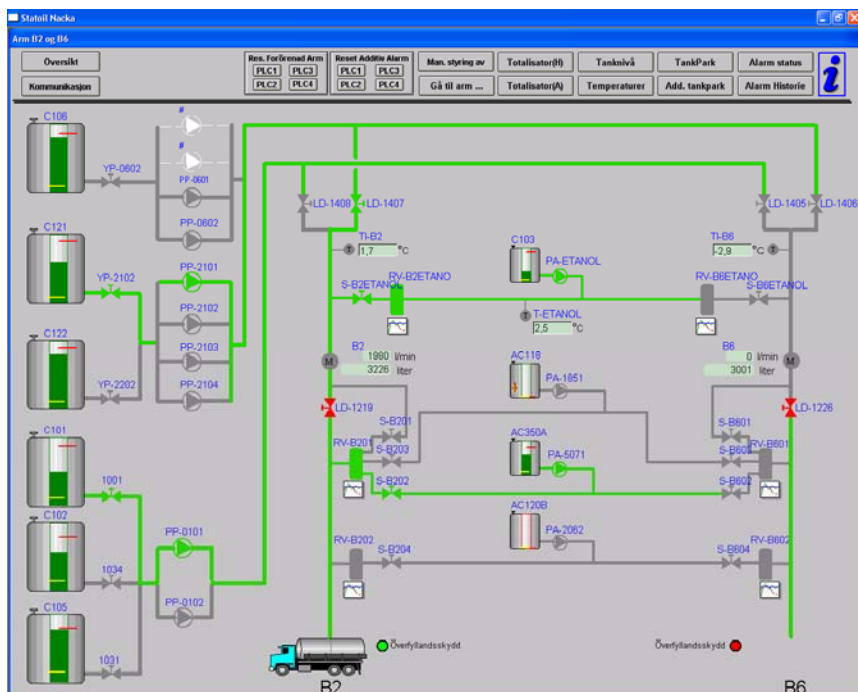 Statoil Nacka
Arm B2 og B6
Översikt
Kommunikasjon
Res. Förörenad Arm
PLC1 PLC3
PLC2 PLC4
Reset Additiv Alarm
PLC1 PLC3
PLC2 PLC4
Man. styring av
Gå til arm ...
Totalisator(H)
Totalisator(A)
Tanknivå
Temperaturer
TankPark
Add. tankpark
Alarm status
Alarm Historie
i
C106
YP-0602
#
#
PP-0601
PP-0602
C121
YP-2102
PP-2101
PP-2102
PP-2103
PP-2104
C122
YP-2202
C101
1001
C102
1034
PP-0101
PP-0102
C105
1031
LD-1408
LD-1407
LD-1405
LD-1406
TI-B2
T 1,7 °C
TI-B6
-2,9 °C T
C103
PA-ETANOL
S-B2ETANOL
RV-B2ETANO
RV-B6ETANO
S-B6ETANOL
T T-ETANOL
2,5 °C
B2
1980 l/min
3226 liter
M
B6
0 l/min
3001 liter
M
AC118
PA-1851
LD-1219
LD-1226
S-B201
RV-B201
S-B203
S-B202
AC350A
PA-5071
S-B601
RV-B601
S-B603
S-B602
AC120B
PA-2062
RV-B202
S-B204
RV-B602
S-B604
Överfyllandsskydd
Överfyllandsskydd
B2
B6